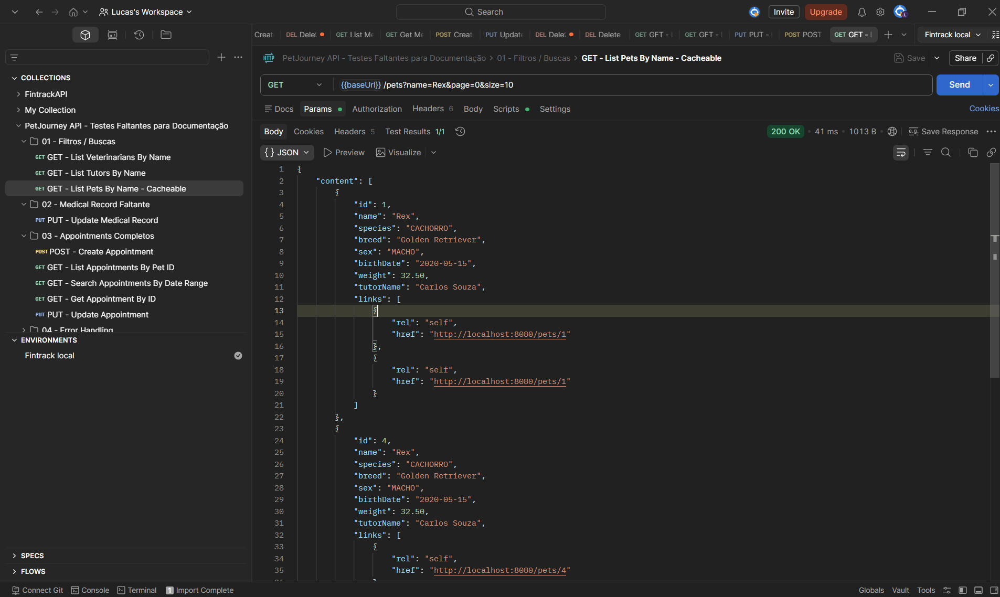 Lucas's Workspace
Search
Invite
Upgrade
Creat
DEL Dele
GET List Me
GET Get Me
POST Creat
PUT Update
DEL Dele
DEL Delete
GET GET -
GET GET -
PUT PUT -
POST POST
GET GET -
Fintrack local
HTTP PetJourney API - Testes Faltantes para Documentação > 01 - Filtros / Buscas > GET - List Pets By Name - Cacheable
Save
Share
GET
{{baseUrl}} /pets?name=Rex&page=0&size=10
Send
Docs
Params
Authorization
Headers 6
Body
Scripts
Settings
Cookies
COLLECTIONS
FintrackAPI
My Collection
PetJourney API - Testes Faltantes para Documentação
01 - Filtros / Buscas
GET GET - List Veterinarians By Name
GET GET - List Tutors By Name
GET GET - List Pets By Name - Cacheable
02 - Medical Record Faltante
PUT PUT - Update Medical Record
03 - Appointments Completos
POST POST - Create Appointment
GET GET - List Appointments By Pet ID
GET GET - Search Appointments By Date Range
GET GET - Get Appointment By ID
PUT PUT - Update Appointment
04 - Error Handling
ENVIRONMENTS
Fintrack local
SPECS
FLOWS
Body
Cookies
Headers 5
Test Results 1/1
200 OK
41 ms
1013 B
e.g. Save Response
{} JSON
Preview
Visualize
1 {
2 "content": [
3 {
4 "id": 1,
5 "name": "Rex",
6 "species": "CACHORRO",
7 "breed": "Golden Retriever",
8 "sex": "MACHO",
9 "birthDate": "2020-05-15",
10 "weight": 32.50,
11 "tutorName": "Carlos Souza",
12 "links": [
13 {
14 "rel": "self",
15 "href": "http://localhost:8080/pets/1"
16 },
17 {
18 "rel": "self",
19 "href": "http://localhost:8080/pets/1"
20 }
21 ]
22 },
23 {
24 "id": 4,
25 "name": "Rex",
26 "species": "CACHORRO",
27 "breed": "Golden Retriever",
28 "sex": "MACHO",
29 "birthDate": "2020-05-15",
30 "weight": 32.50,
31 "tutorName": "Carlos Souza",
32 "links": [
33 {
34 "rel": "self",
35 "href": "http://localhost:8080/pets/4"
Connect Git
Console
Terminal
1 Import Complete
Globals
Vault
Tools